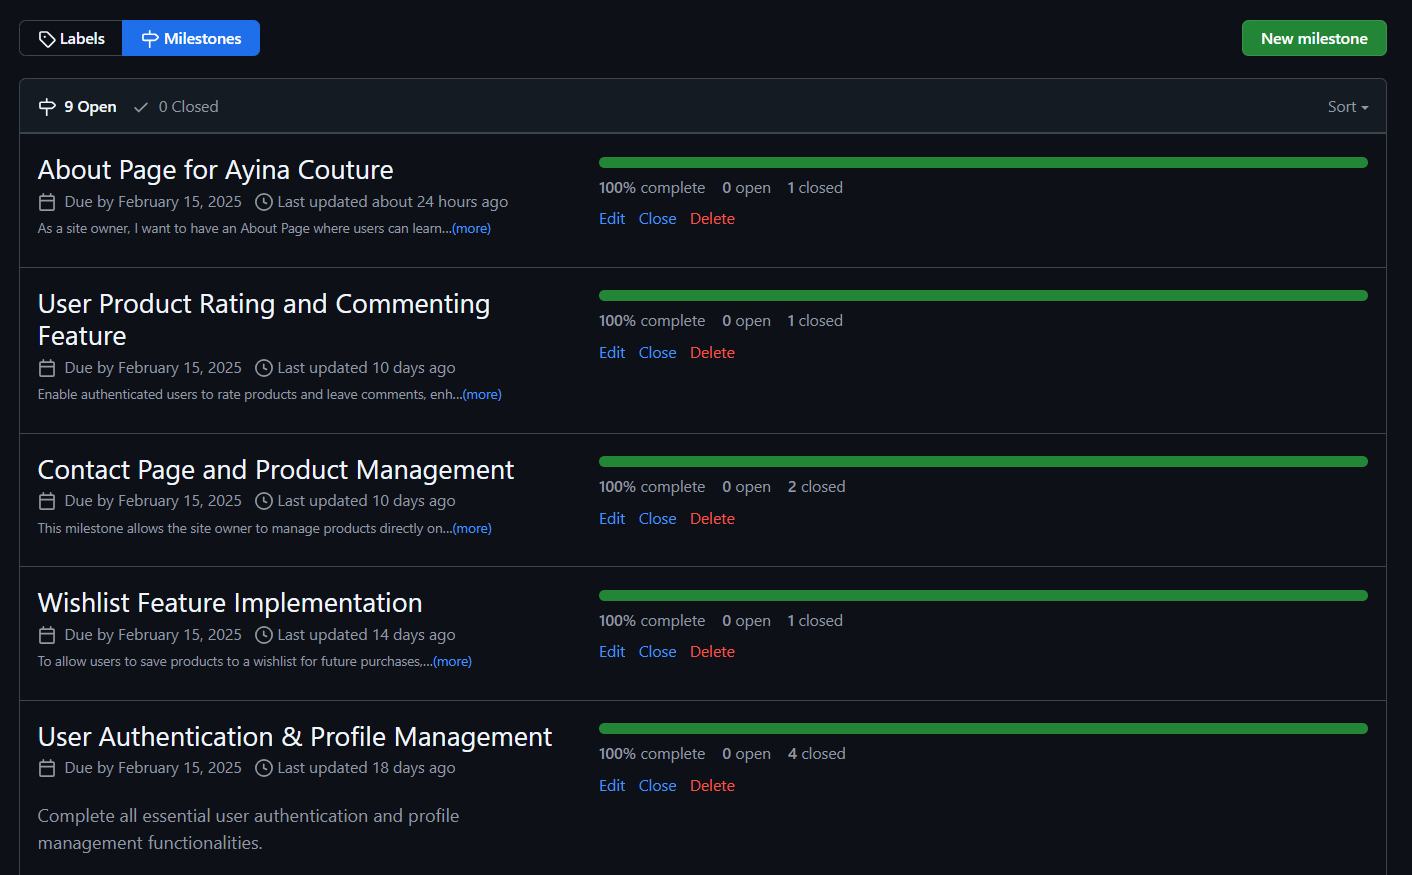 Labels Milestones New milestone
9 Open 0 Closed Sort
About Page for Ayina Couture
Due by February 15, 2025 Last updated about 24 hours ago
As a site owner, I want to have an About Page where users can learn...(more)
100% complete 0 open 1 closed
Edit Close Delete
User Product Rating and Commenting
Feature
Due by February 15, 2025 Last updated 10 days ago
Enable authenticated users to rate products and leave comments, enh...(more)
100% complete 0 open 1 closed
Edit Close Delete
Contact Page and Product Management
Due by February 15, 2025 Last updated 10 days ago
This milestone allows the site owner to manage products directly on...(more)
100% complete 0 open 2 closed
Edit Close Delete
Wishlist Feature Implementation
Due by February 15, 2025 Last updated 14 days ago
To allow users to save products to a wishlist for future purchases,...(more)
100% complete 0 open 1 closed
Edit Close Delete
User Authentication & Profile Management
Due by February 15, 2025 Last updated 18 days ago
Complete all essential user authentication and profile
management functionalities.
100% complete 0 open 4 closed
Edit Close Delete